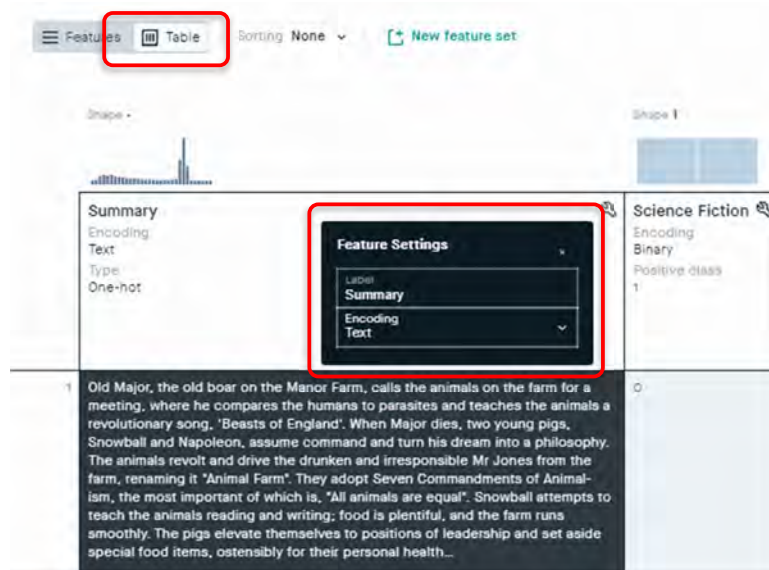 Features Table Sorting None New feature set
Shape - Shape 1
Summary
Encoding
Text
Type
One-hot
Feature Settings
Label
Summary
Encoding
Text
Science Fiction
Encoding
Binary
Positive class
1
1
Old Major, the old boar on the Manor Farm, calls the animals on the farm for a
meeting, where he compares the humans to parasites and teaches the animals a
revolutionary song, 'Beasts of England'. When Major dies, two young pigs,
Snowball and Napoleon, assume command and turn his dream into a philosophy.
The animals revolt and drive the drunken and irresponsible Mr Jones from the
farm, renaming it "Animal Farm". They adopt Seven Commandments of Animal-
ism, the most important of which is, "All animals are equal". Snowball attempts to
teach the animals reading and writing; food is plentiful, and the farm runs
smoothly. The pigs elevate themselves to positions of leadership and set aside
special food items, ostensibly for their personal health...
0